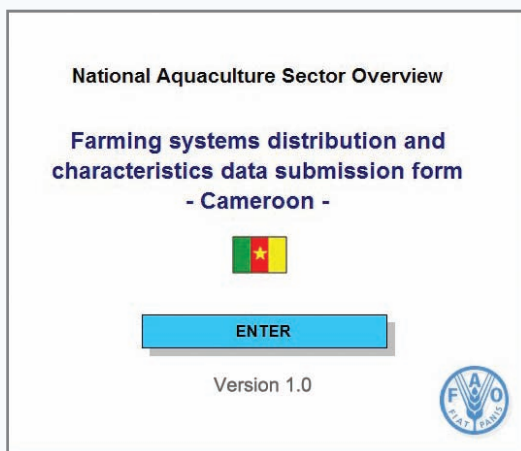 National Aquaculture Sector Overview
Farming systems distribution and
characteristics data submission form
- Cameroon -
ENTER
Version 1.0
F A O
FIAT PANIS